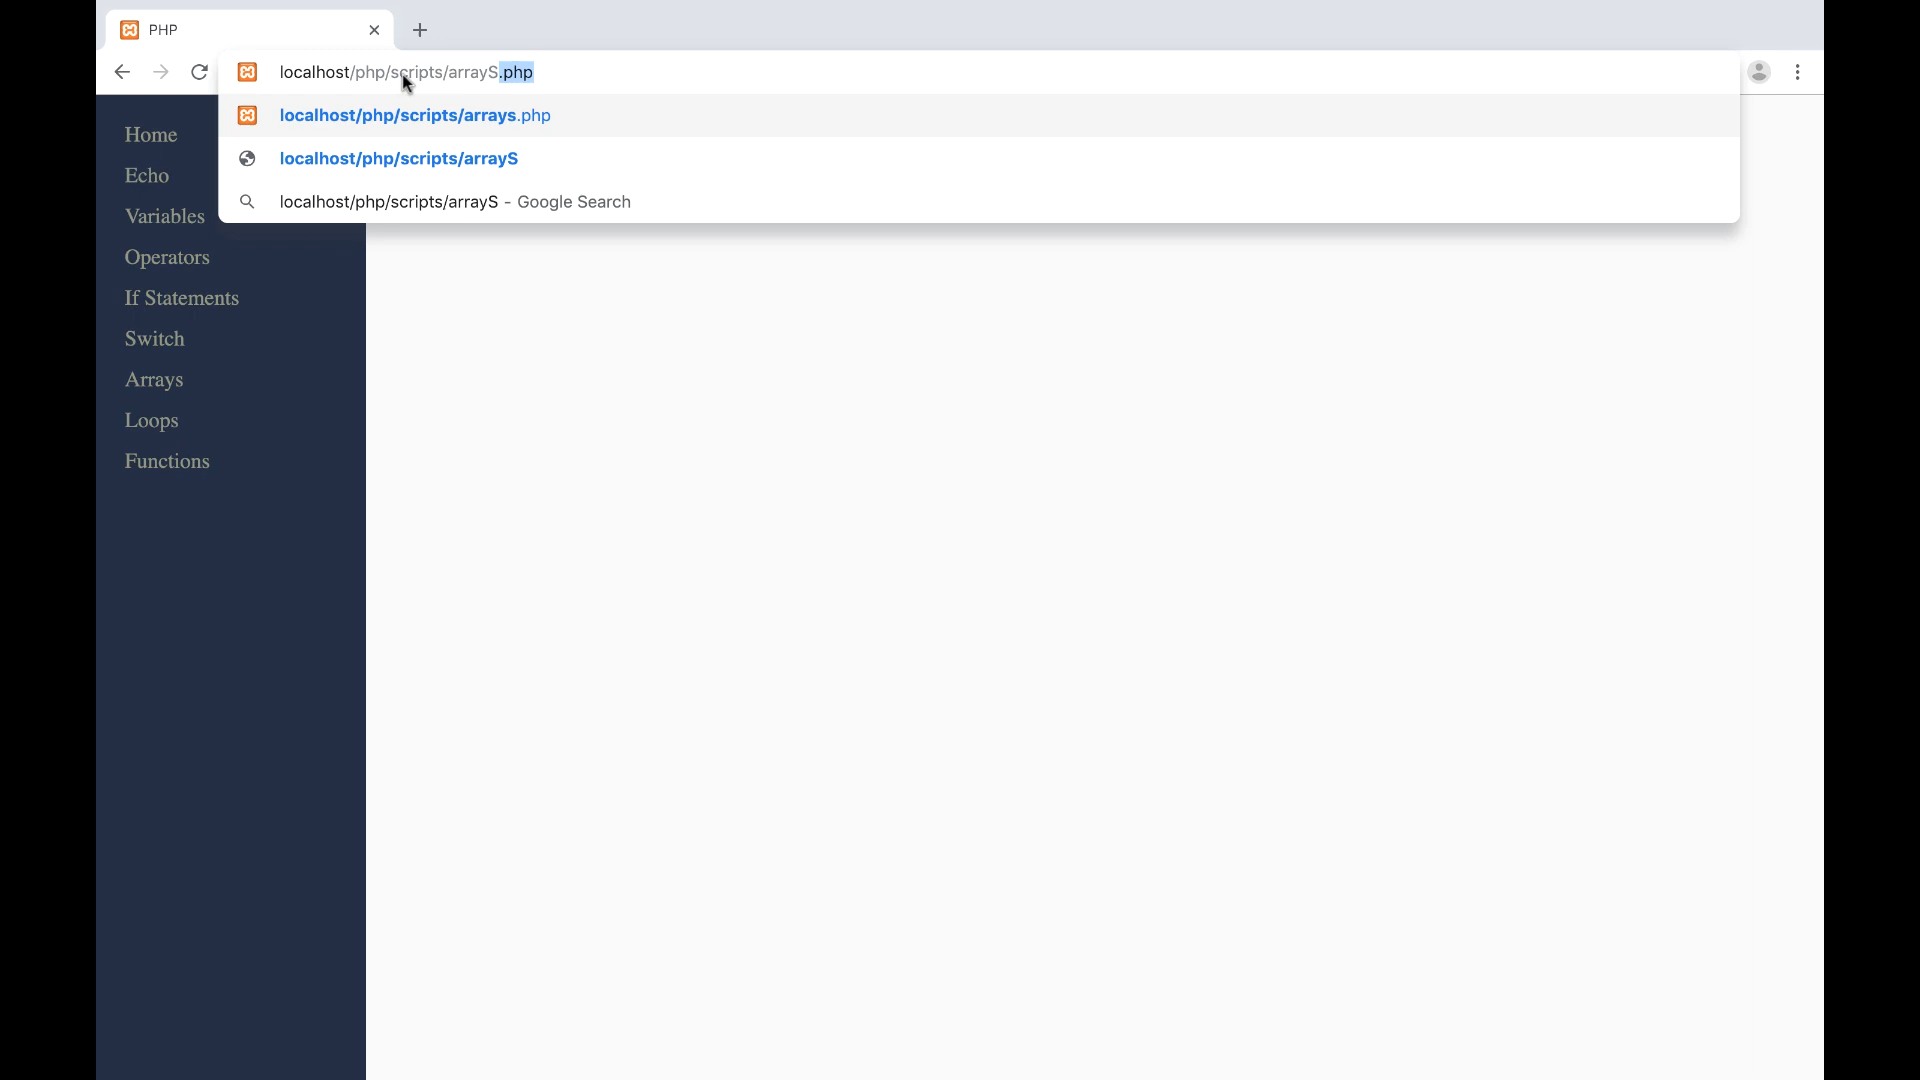 PHP
localhost/php/scripts/arrayS.php
localhost/php/scripts/arrays.php
localhost/php/scripts/arrayS
localhost/php/scripts/arrayS - Google Search
Home
Echo
Variables
Operators
If Statements
Switch
Arrays
Loops
Functions